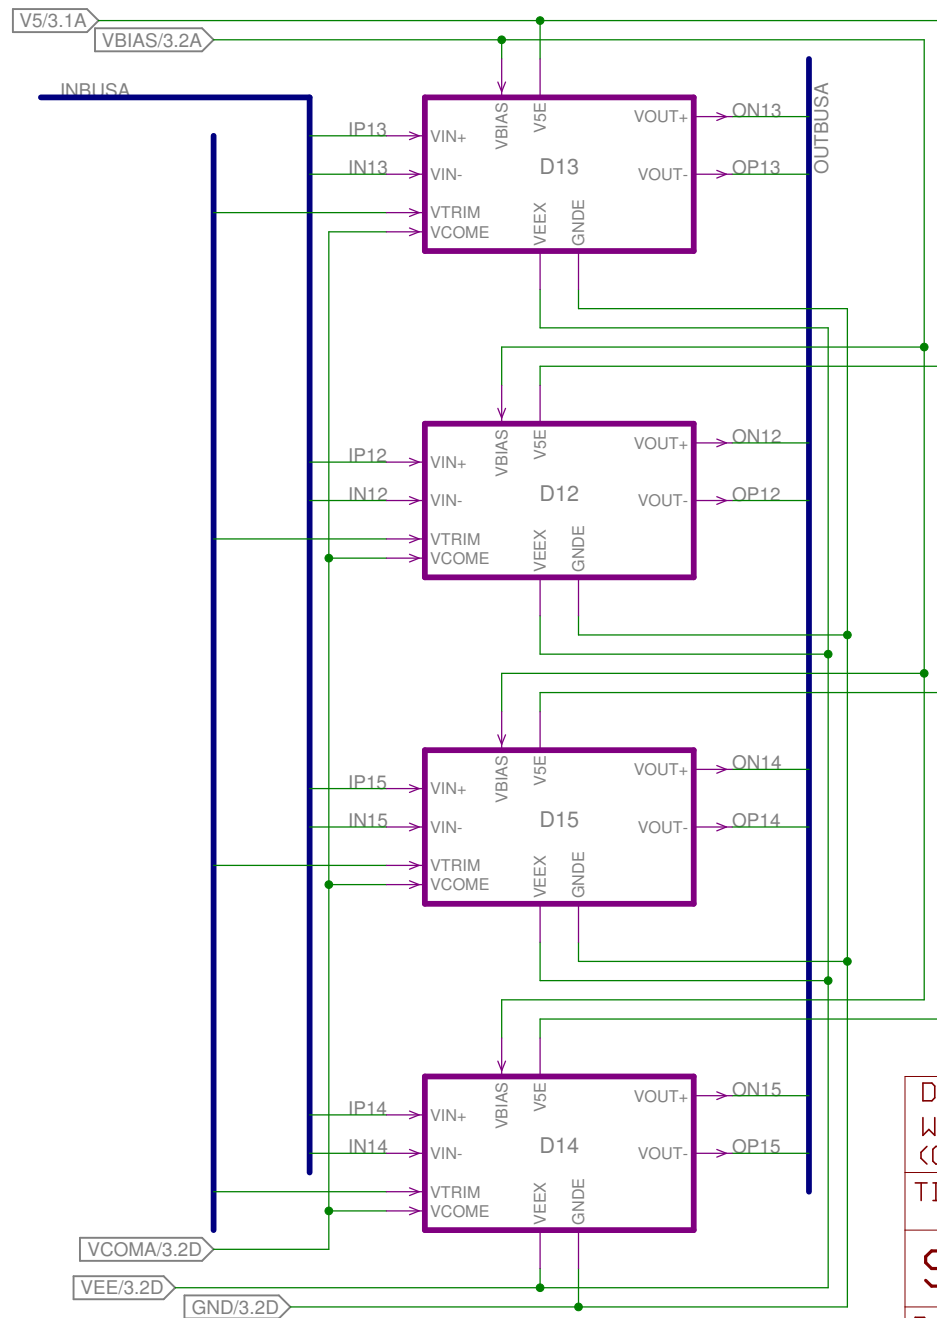 V5/3.1A
VBIAS/3.2A
INBUSA
OUTBUSA
IP13
IN13
VIN+
VIN-
VTRIM
VCOME
VBIAS
V5E
D13
VEEX
GNDE
VOUT+
VOUT-
ON13
OP13
IP12
IN12
VIN+
VIN-
VTRIM
VCOME
VBIAS
V5E
D12
VEEX
GNDE
VOUT+
VOUT-
ON12
OP12
IP15
IN15
VIN+
VIN-
VTRIM
VCOME
VBIAS
V5E
D15
VEEX
GNDE
VOUT+
VOUT-
ON14
OP14
IP14
IN14
VIN+
VIN-
VTRIM
VCOME
VBIAS
V5E
D14
VEEX
GNDE
VOUT+
VOUT-
ON15
OP15
VCOMA/3.2D
VEE/3.2D
GND/3.2D
TI